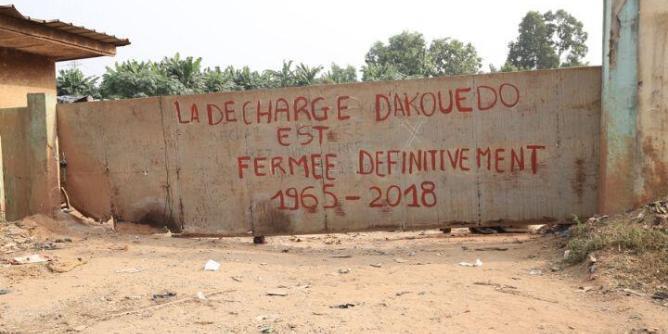 LA DECHARGE D'AKOUEDO
EST
FERMEE DEFINITIVEMENT
1965-2018